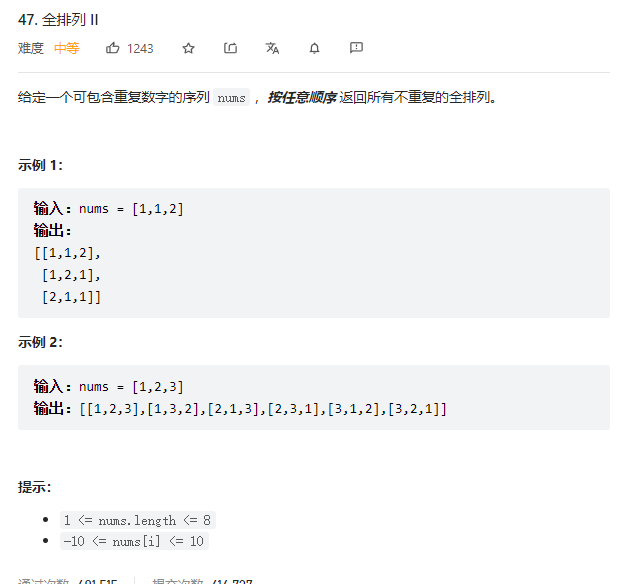 47. 全排列 II
难度 中等 1243
给定一个可包含重复数字的序列 nums ，按任意顺序 返回所有不重复的全排列。
示例 1：
输入：nums = [1,1,2]
输出：
[[1,1,2],
[1,2,1],
[2,1,1]]
示例 2：
输入：nums = [1,2,3]
输出：[[1,2,3],[1,3,2],[2,1,3],[2,3,1],[3,1,2],[3,2,1]]
提示：
1 <= nums.length <= 8
-10 <= nums[i] <= 10